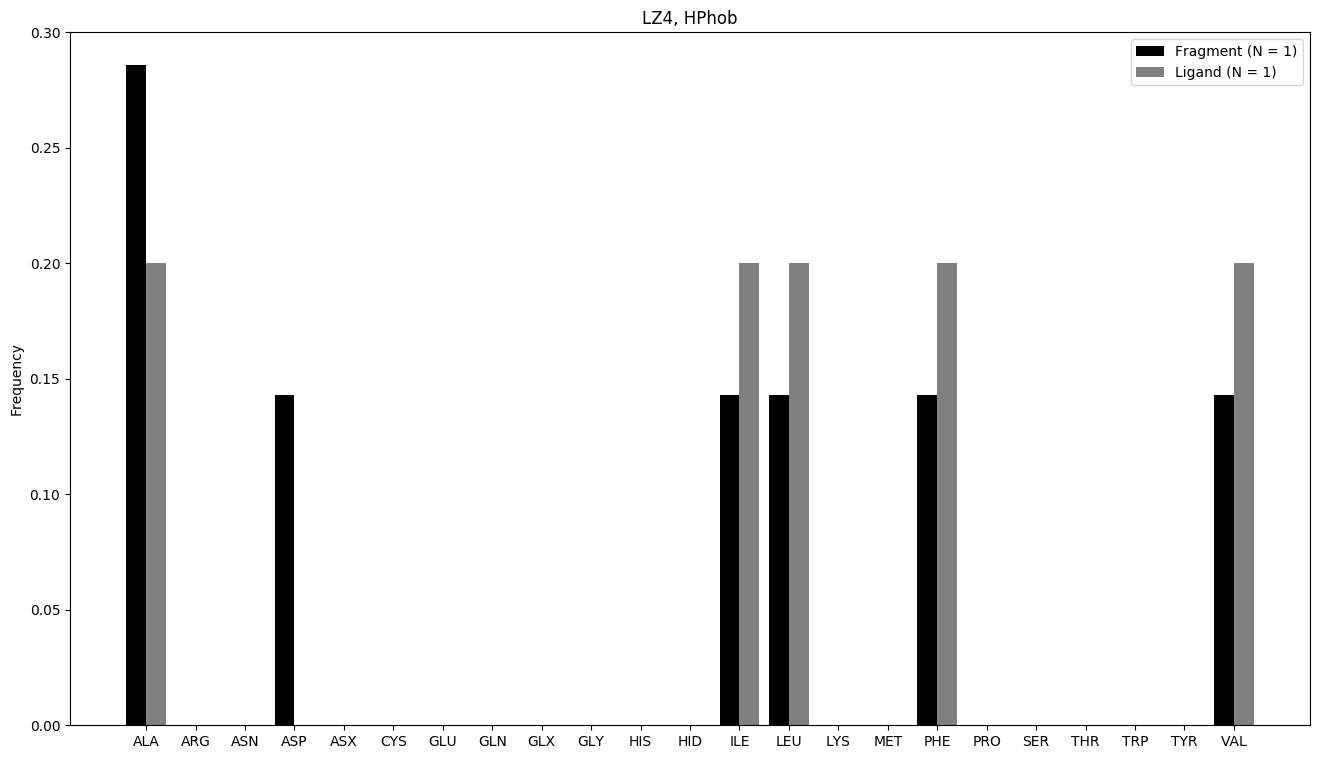 LZ4, HPhob
Fragment (N = 1)
Ligand (N = 1)
Frequency
0.30
0.25
0.20
0.15
0.10
0.05
0.00
ALA ARG ASN ASP ASX CYS GLU GLN GLX GLY HIS HID ILE LEU LYS MET PHE PRO SER THR TRP TYR VAL